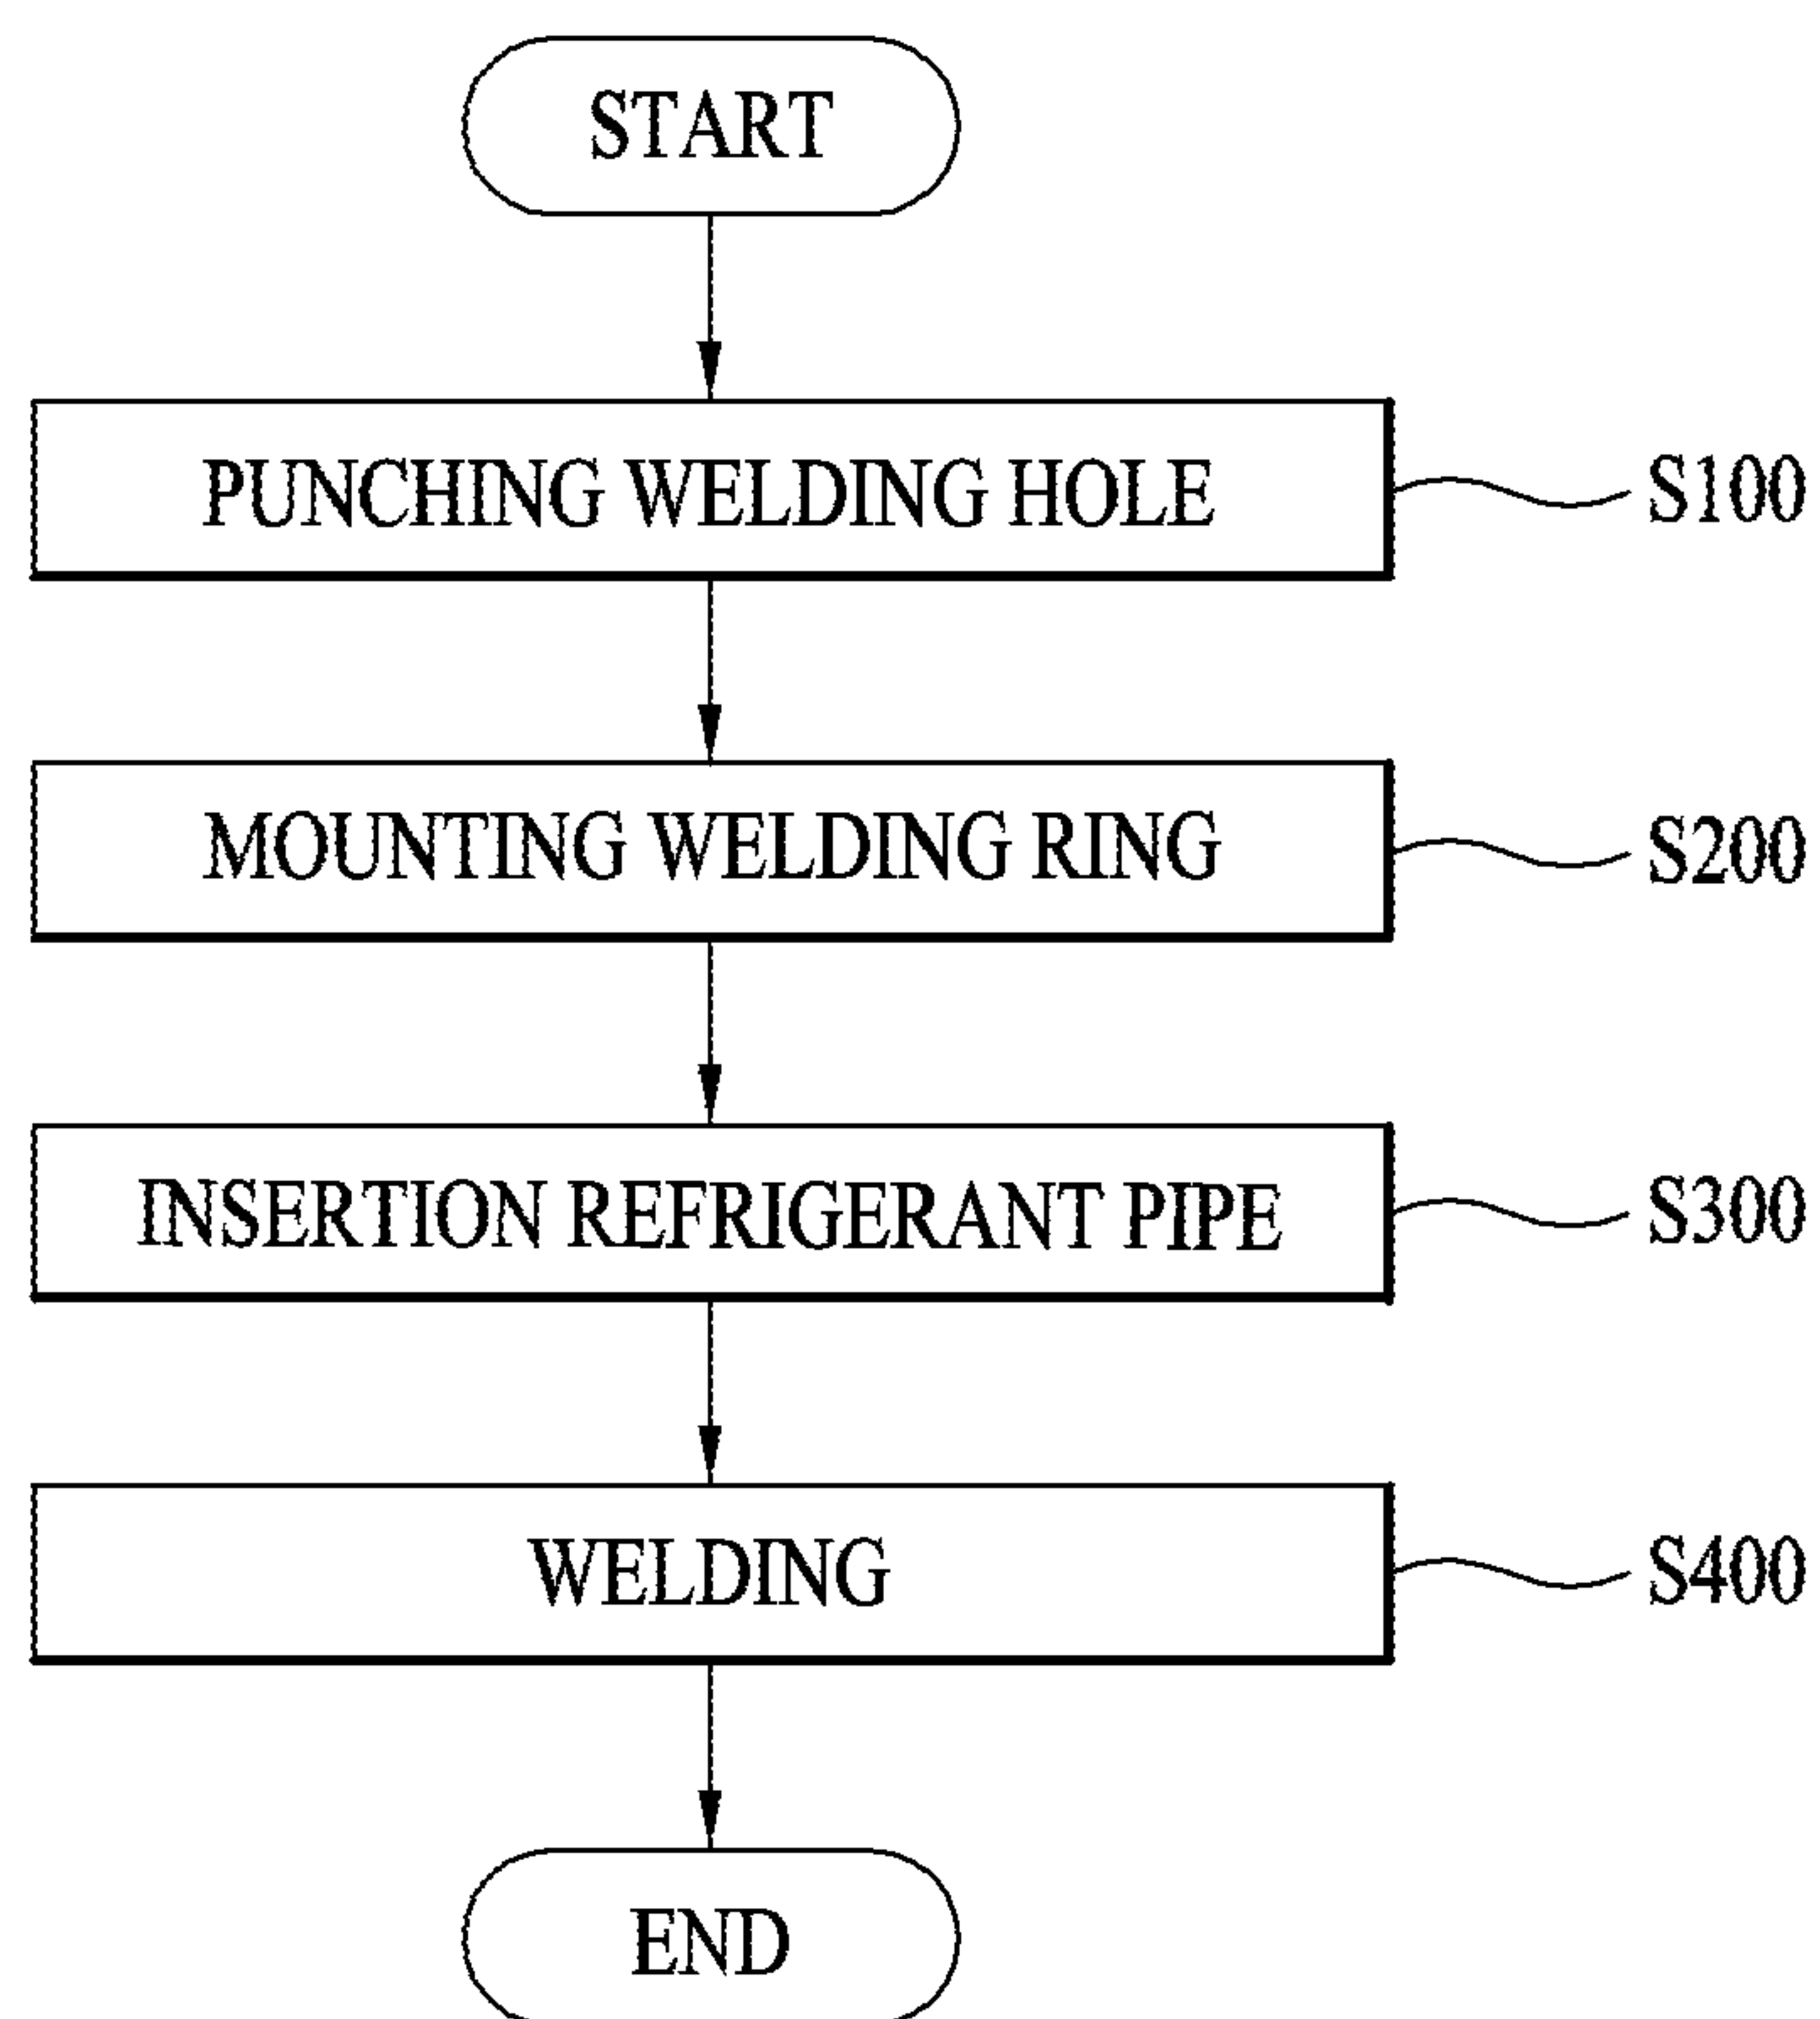 START
PUNCHING WELDING HOLE
S100
MOUNTING WELDING RING
S200
INSERTION REFRIGERANT PIPE
S300
WELDING
S400
END